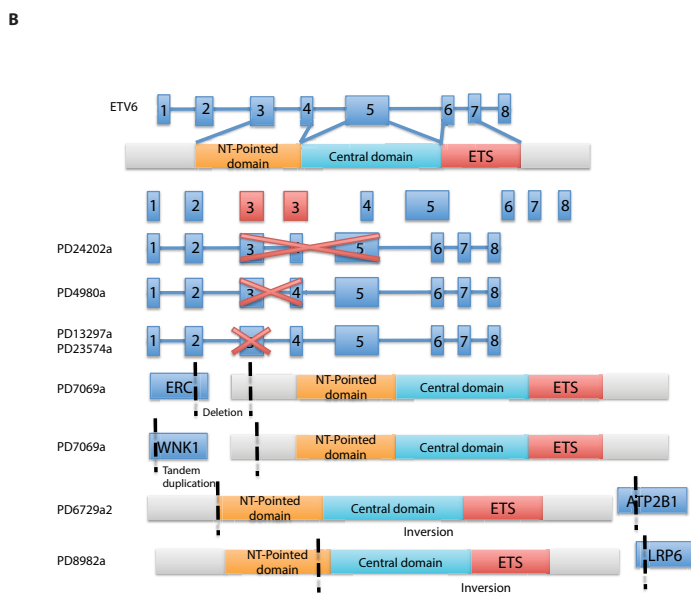 B
ETV6 1 2 3 4 5 6 7 8
NT-Pointed
domain Central domain ETS
1 2 3 3 4 5 6 7 8
PD24202a 1 2 3 4 5 6 7 8
PD4980a 1 2 3 4 5 6 7 8
PD13297a
PD23574a 1 2 3 4 5 6 7 8
PD7069a ERC NT-Pointed
domain Central domain ETS
Deletion
PD7069a WNK1 NT-Pointed
domain Central domain ETS
Tandem
duplication
PD6729a2 NT-Pointed
domain Central domain ETS ATP2B1
Inversion
PD8982a NT-Pointed
domain Central domain ETS LRP6
Inversion